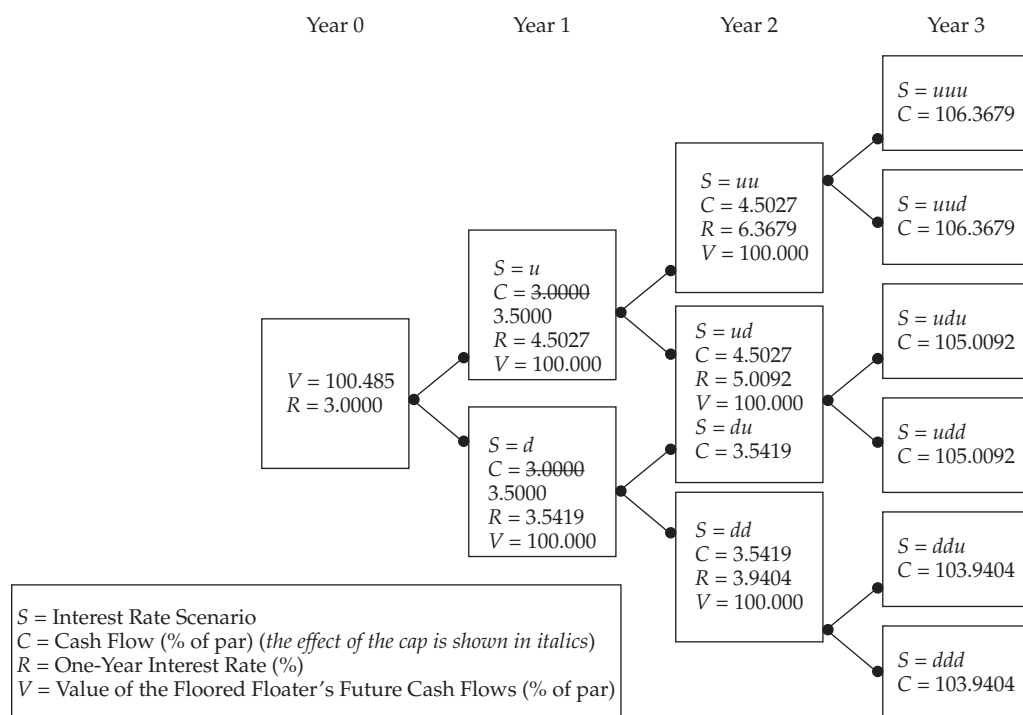 Year 0
Year 1
Year 2
Year 3
V = 100.485
R = 3.0000
S = u
C = 3.0000
3.5000
R = 4.5027
V = 100.000
S = d
C = 3.0000
3.5000
R = 3.5419
V = 100.000
S = uu
C = 4.5027
R = 6.3679
V = 100.000
S = ud
C = 4.5027
R = 5.0092
V = 100.000
S = du
C = 3.5419
S = dd
C = 3.5419
R = 3.9404
V = 100.000
S = uuu
C = 106.3679
S = uud
C = 106.3679
S = udu
C = 105.0092
S = udd
C = 105.0092
S = ddu
C = 103.9404
S = ddd
C = 103.9404
S = Interest Rate Scenario
C = Cash Flow (% of par) (the effect of the cap is shown in italics)
R = One-Year Interest Rate (%)
V = Value of the Floored Floater's Future Cash Flows (% of par)